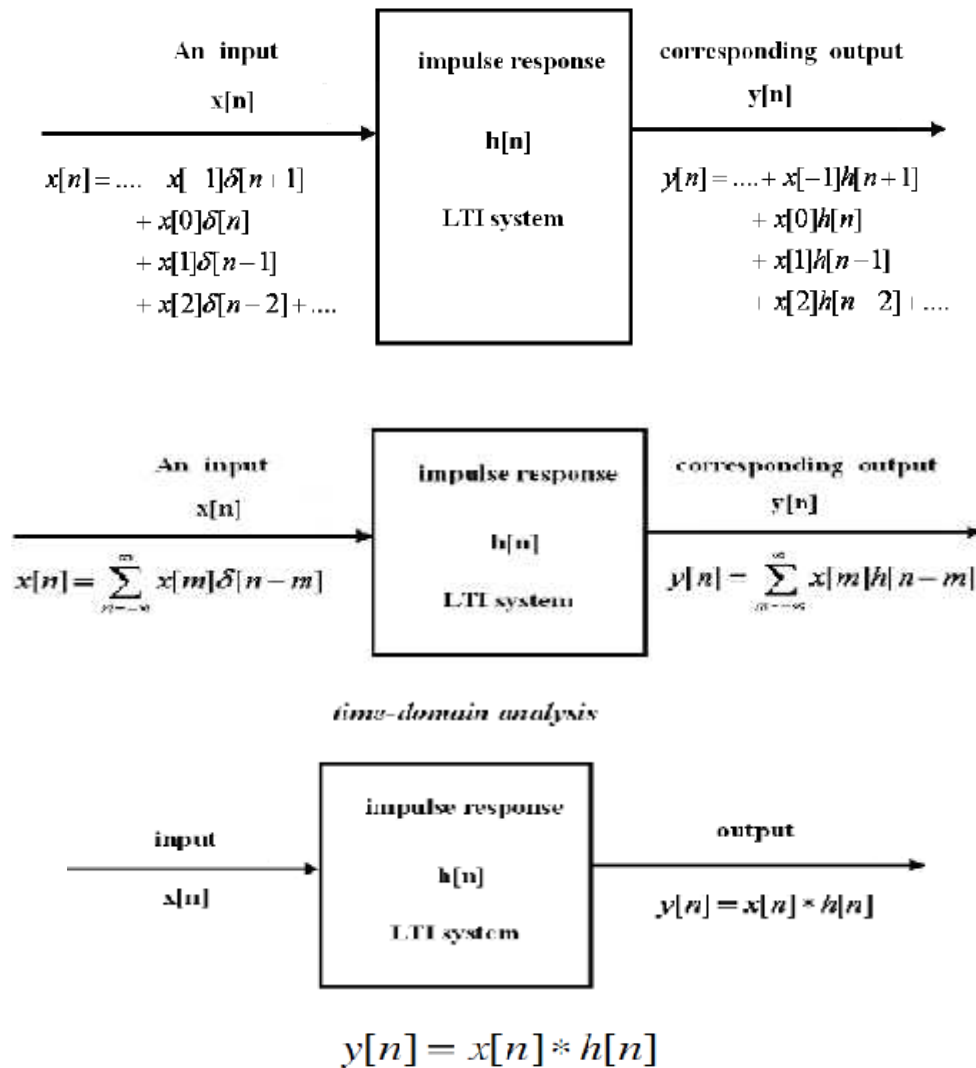 An input
x[n]
x[n] = .... x[ 1]δ[n+1]
+ x[0]δ[n]
+ x[1]δ[n−1]
+ x[2]δ[n−2] + ....
impulse response
h[n]
LTI system
corresponding output
y[n]
y[n] = .... + x[−1]h[n+1]
+ x[0]h[n]
+ x[1]h[n−1]
+ x[2]h[n 2] + ....
An input
x[n]
x[n] = ∞ ∑ m=−∞ x[m]δ[n−m]
impulse response
h[n]
LTI system
corresponding output
y[n]
y[n] = ∞ ∑ m=−∞ x[m]h[n−m]
time-domain analysis
input
x[n]
impulse response
h[n]
LTI system
output
y[n] = x[n] * h[n]
y[n] = x[n] * h[n]